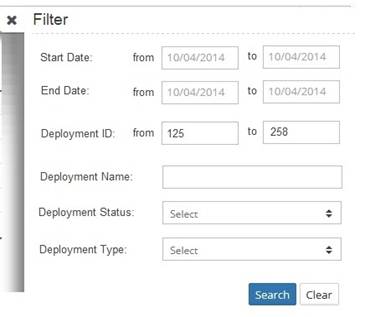 × Filter
Start Date: from 10/04/2014 to 10/04/2014
End Date: from 10/04/2014 to 10/04/2014
Deployment ID: from 125 to 258
Deployment Name:
Deployment Status: Select
Deployment Type: Select
Search Clear